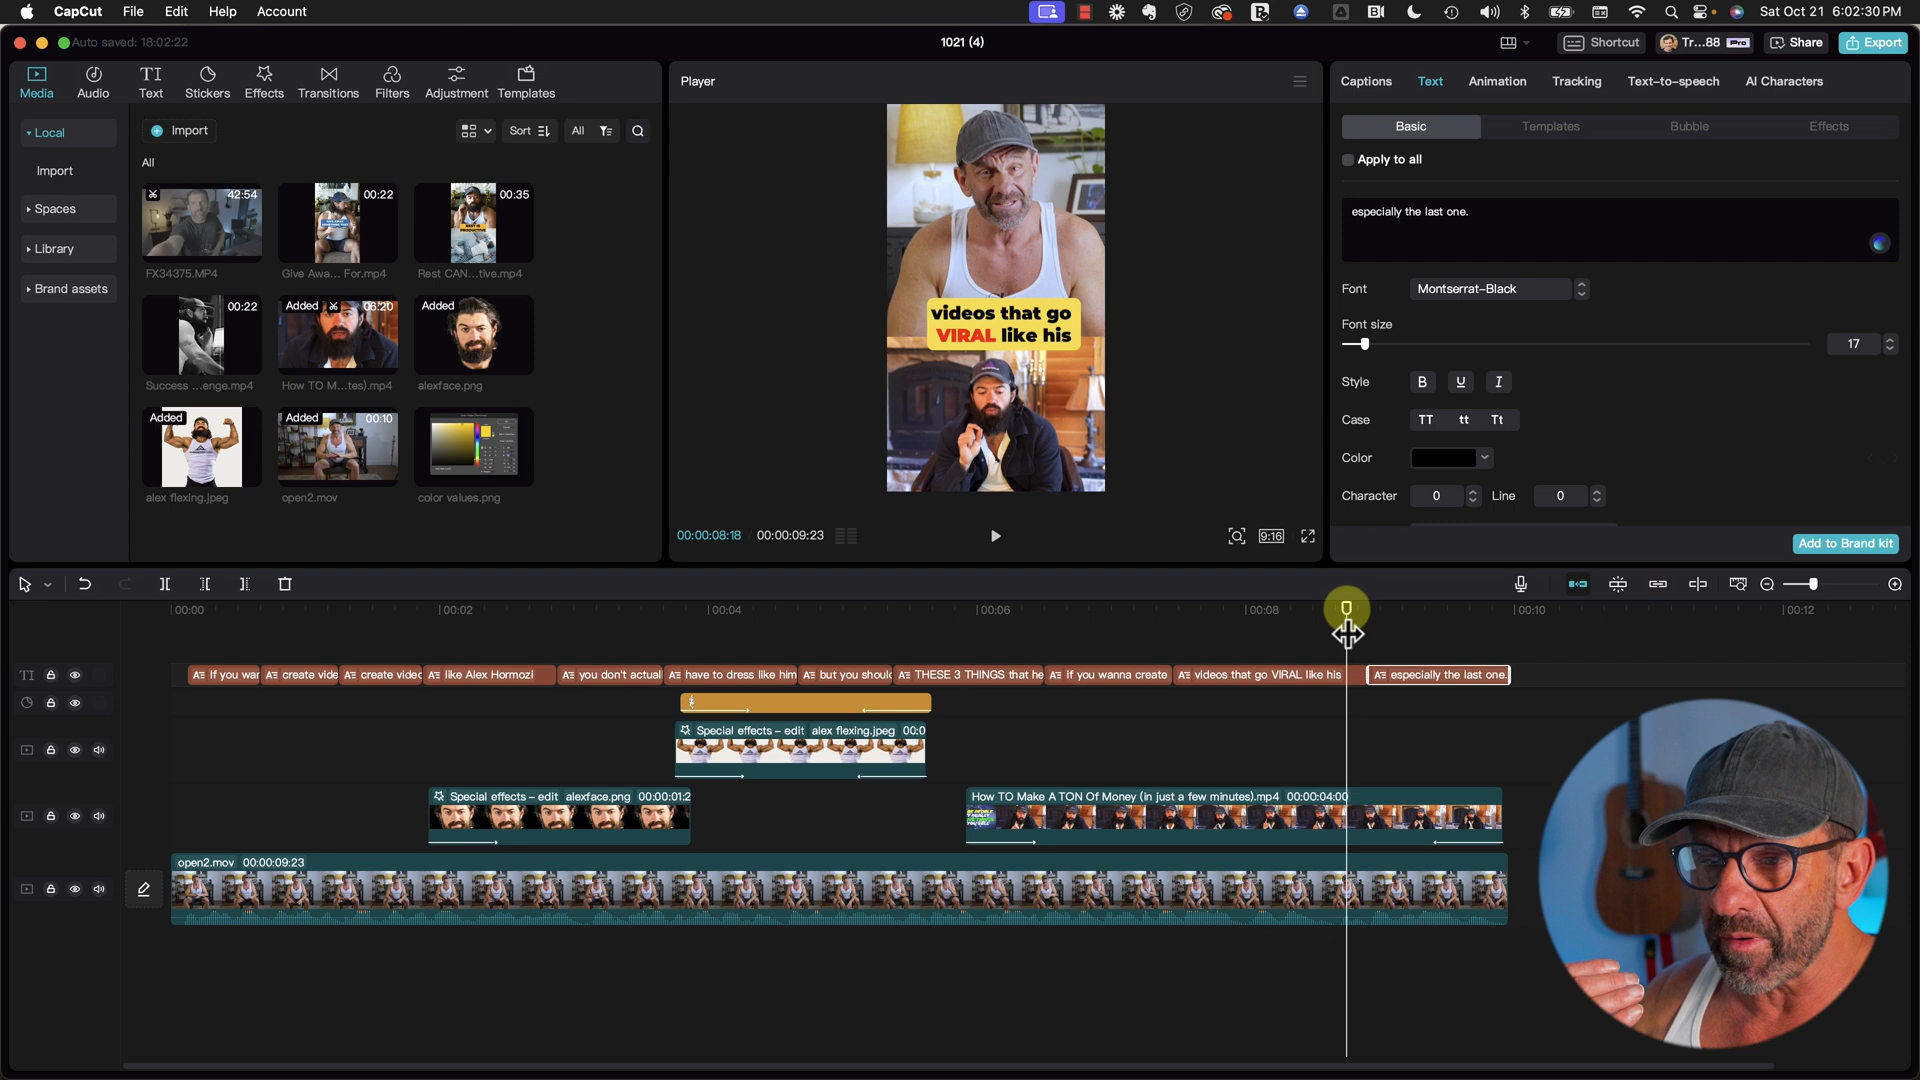 CapCut File Edit Help Account
Sat Oct 21 6:02:30 PM
Auto saved: 18:02:22
1021 (4)
Shortcut
Tr...88 Pro
Share
Export
Media
Audio
Text
Stickers
Effects
Transitions
Filters
Adjustment
Templates
Local
Import
Spaces
Library
Brand assets
Import
Sort
All
All
42:54
FX34375.MP4
00:22
Give Awa... For.mp4
00:35
Rest CAN...tive.mp4
00:22
Success ...enge.mp4
Added 06:20
How TO M...tes).mp4
Added
alexface.png
Added
alex flexing.jpeg
Added 00:10
open2.mov
color values.png
Player
videos that go
VIRAL like his
00:00:08:18 00:00:09:23
9:16
Captions Text Animation Tracking Text-to-speech AI Characters
Basic Templates Bubble Effects
Apply to all
especially the last one.
Font Montserrat-Black
Font size
17
Style B U I
Case TT tt Tt
Color
Character 0 Line 0
Add to Brand kit
00:00 00:02 00:04 00:06 00:08 00:10 00:12
If you wan
create vide
create videc
like Alex Hormozi
you don't actual
have to dress like him
but you should
THESE 3 THINGS that he
if you wanna create
videos that go VIRAL like his
especially the last one.
Special effects – edit alex flexing.jpeg 00:0
Special effects – edit alexface.png 00:00:01:2
How TO Make A TON Of Money (in just a few minutes).mp4 00:00:04:00
open2.mov 00:00:09:23